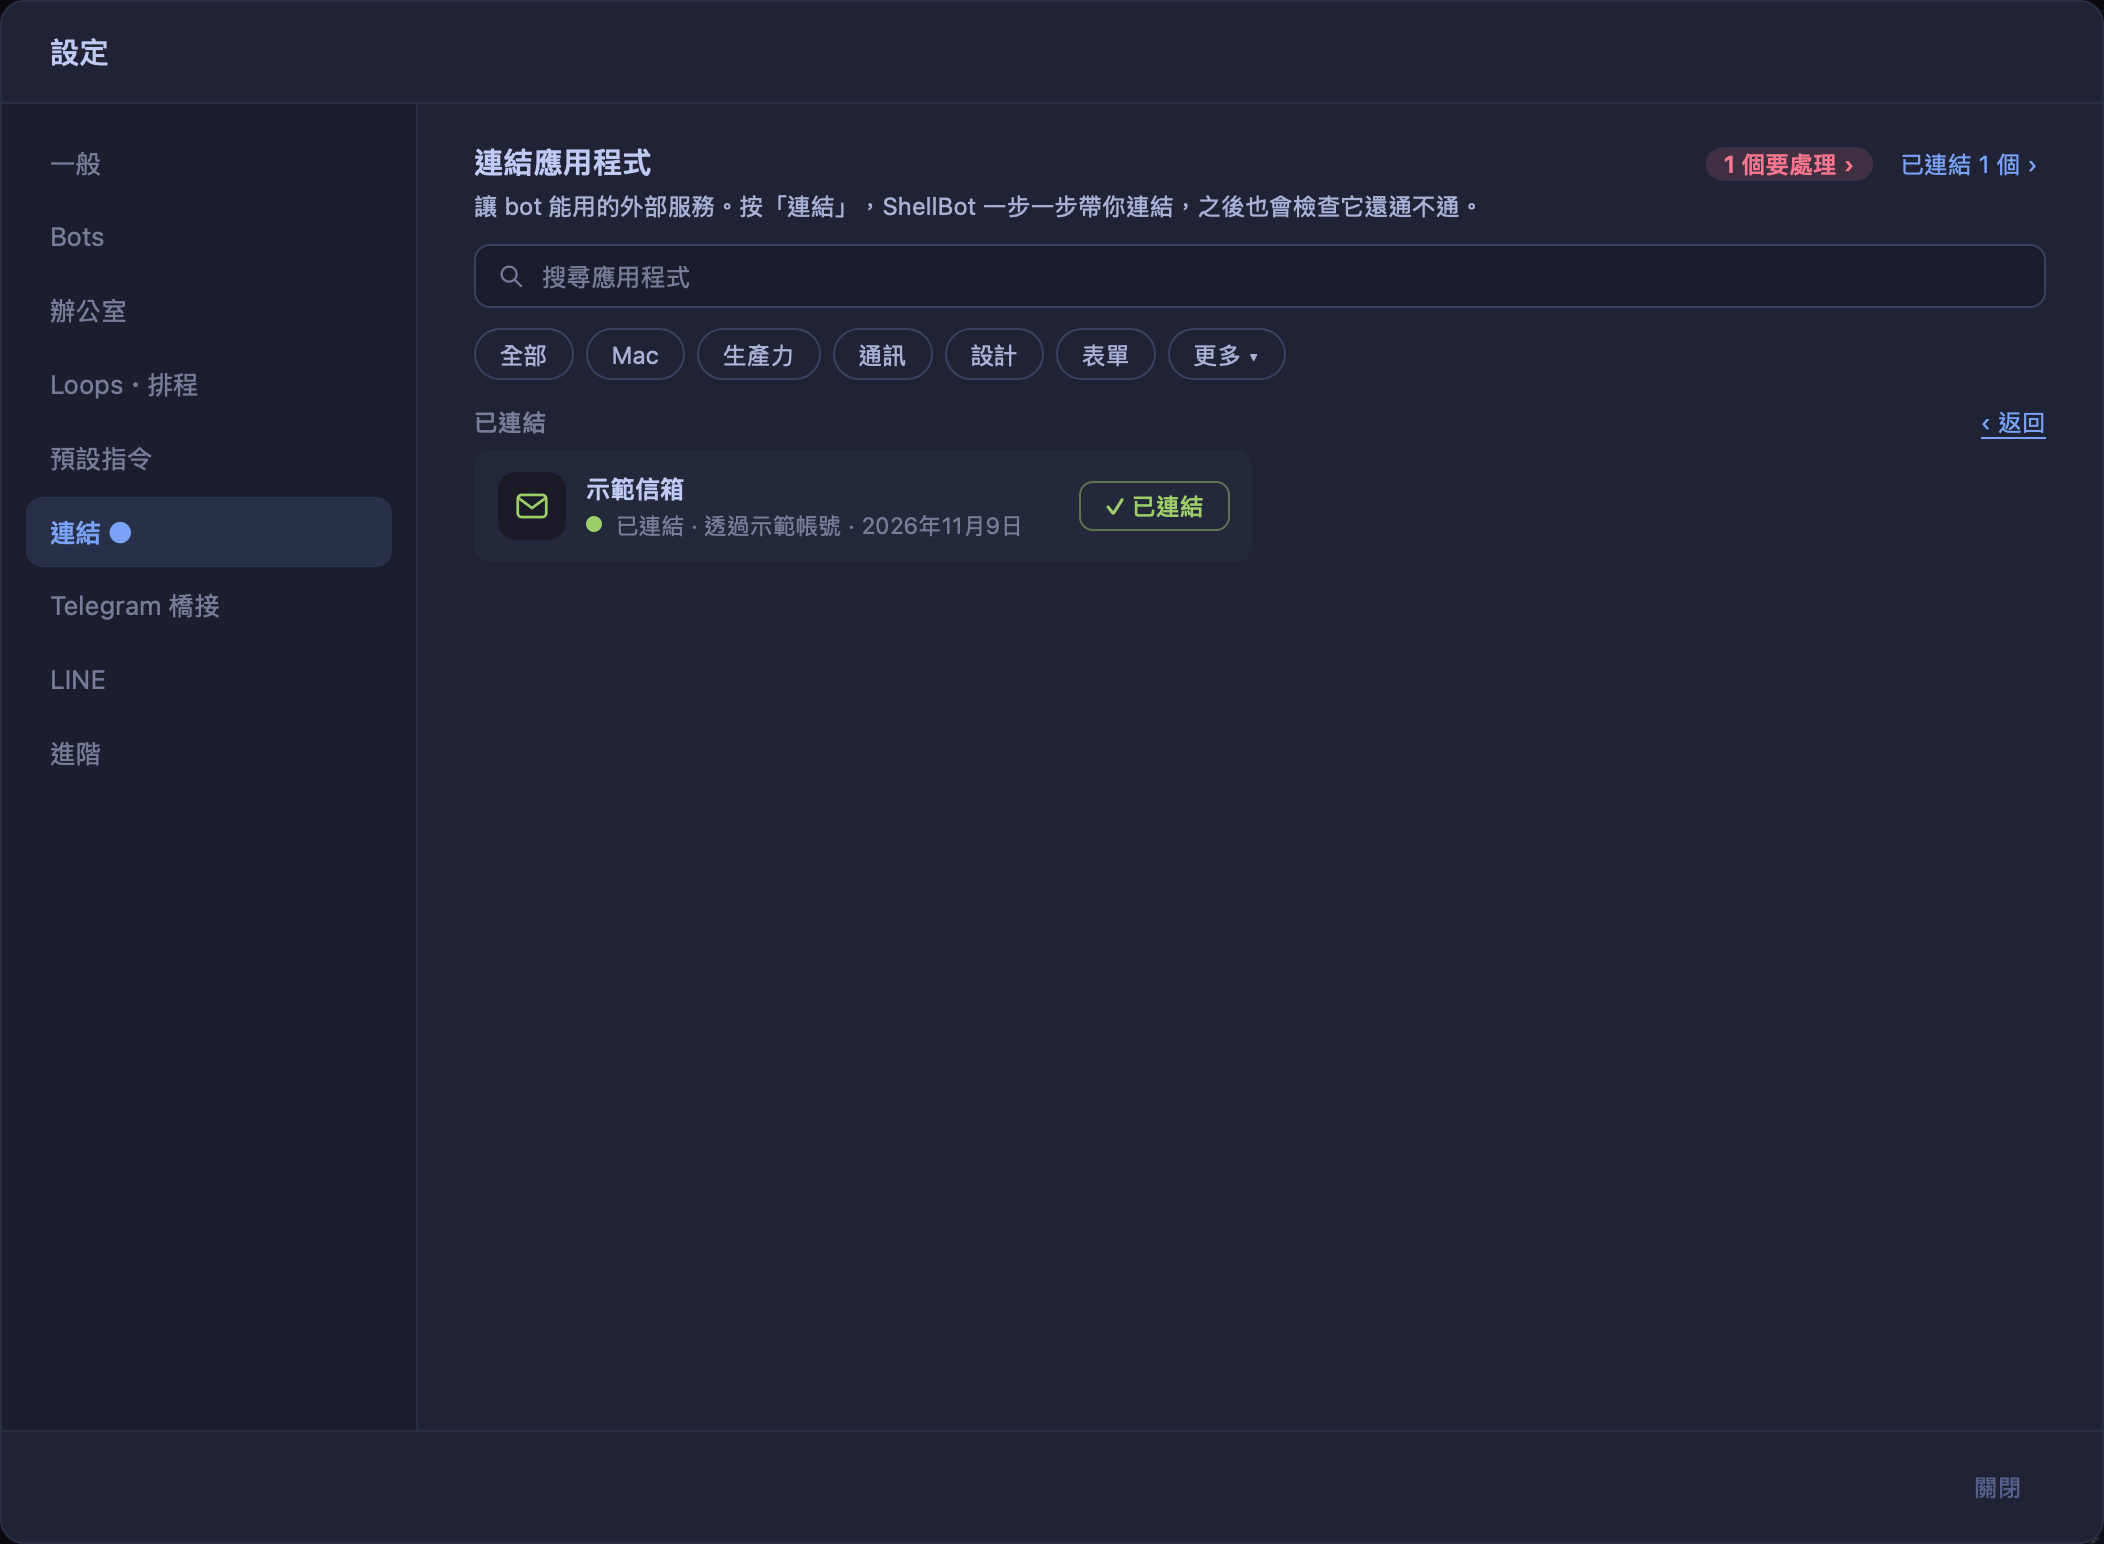 設定
一般
Bots
辦公室
Loops・排程
預設指令
連結
Telegram 橋接
LINE
進階
連結應用程式
1 個要處理 ›
已連結 1 個 ›
讓 bot 能用的外部服務。按「連結」，ShellBot 一步一步帶你連結，之後也會檢查它還通不通。
搜尋應用程式
全部
Mac
生產力
通訊
設計
表單
更多 ▾
已連結
‹ 返回
示範信箱
已連結 · 透過示範帳號 · 2026年11月9日
✓ 已連結
關閉